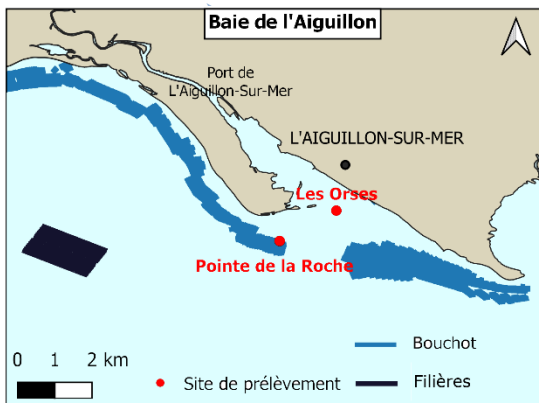 Baie de l'Aiguillon
Port de
L'Aiguillon-Sur-Mer
L'AIGUILLON-SUR-MER
Les Orses
Pointe de la Roche
0 1 2 km
Bouchot
Site de prélèvement
Filières